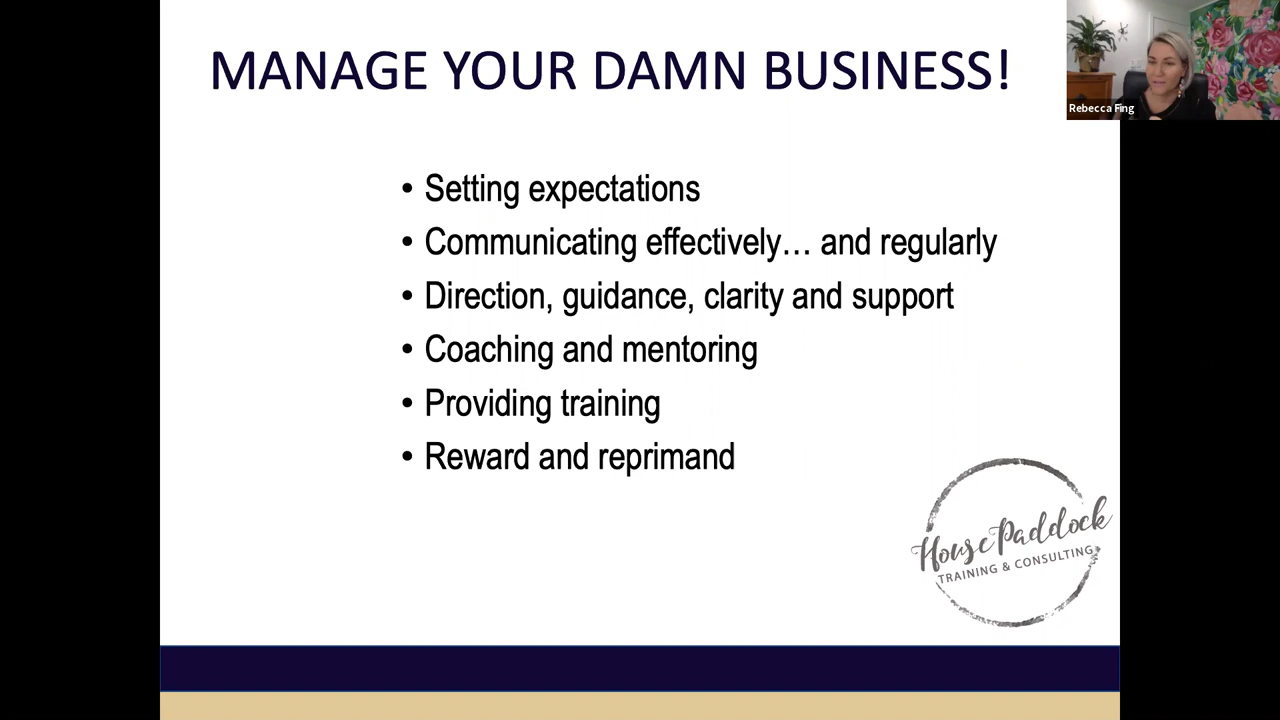 MANAGE YOUR DAMN BUSINESS!
Rebecca Fing
• Setting expectations
• Communicating effectively… and regularly
• Direction, guidance, clarity and support
• Coaching and mentoring
• Providing training
• Reward and reprimand
House Paddock
TRAINING & CONSULTING